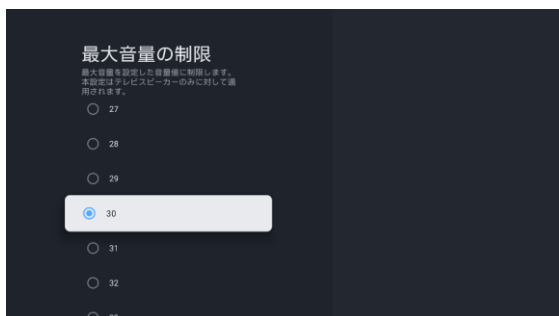 最大音量の制限
最大音量を設定した音量値に制限します。
本設定はテレビスピーカーのみに対して適
用されます。
27
28
29
30
31
32